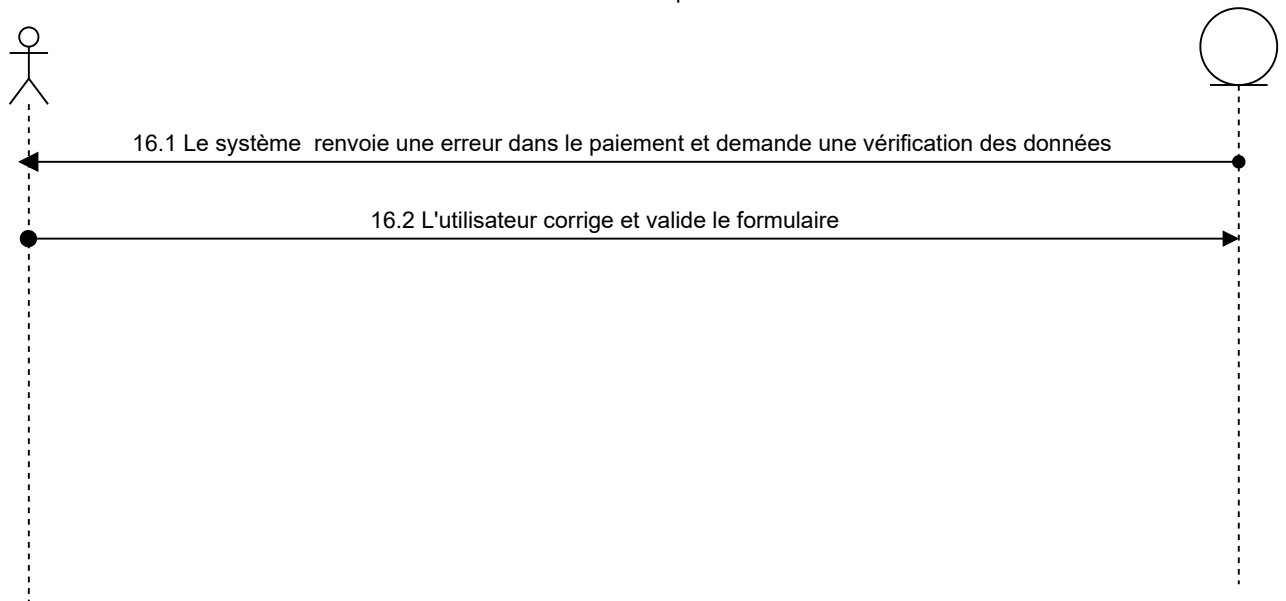 16.1 Le système  renvoie une erreur dans le paiement et demande une vérification des données
16.2 L'utilisateur corrige et valide le formulaire